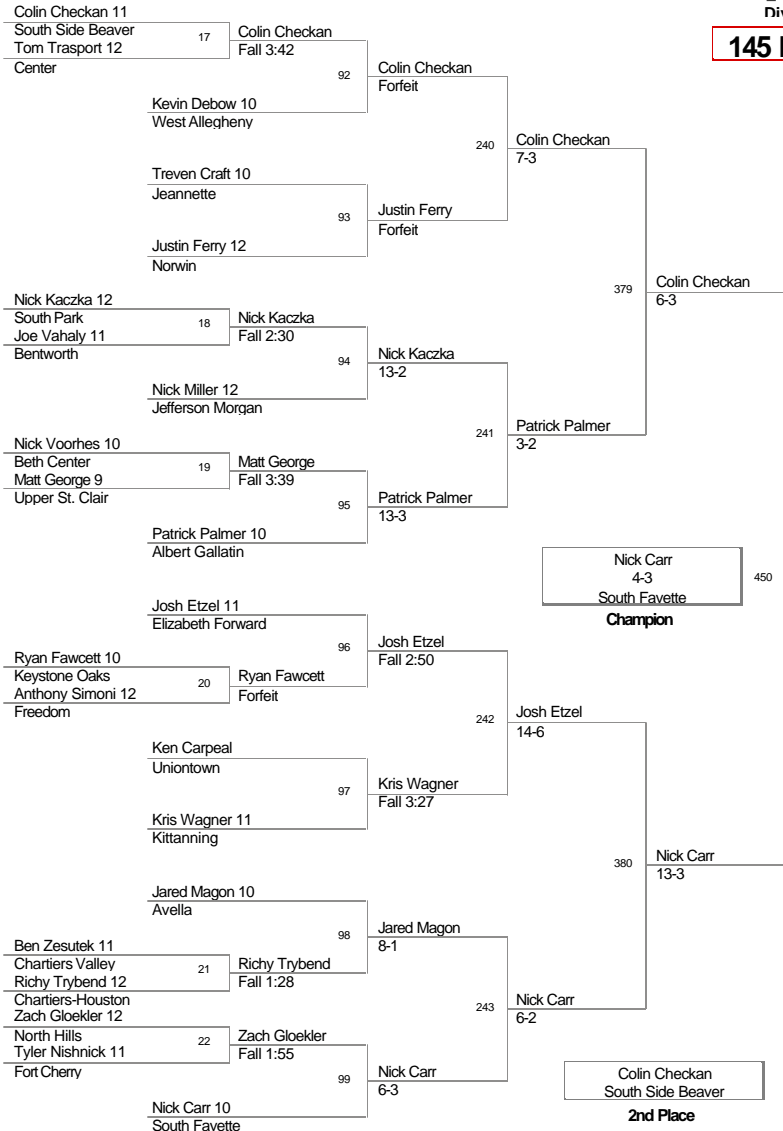 Colin Checkan 11
South Side Beaver
Tom Trasport 12
Center
17
Colin Checkan
Fall 3:42
92
Kevin Debow 10
West Allegheny
Colin Checkan
Forfeit
Treven Craft 10
Jeannette
93
Justin Ferry 12
Norwin
Justin Ferry
Forfeit
240
Colin Checkan
7-3
Nick Kaczka 12
South Park
Joe Vahaly 11
Bentworth
18
Nick Kaczka
Fall 2:30
94
Nick Miller 12
Jefferson Morgan
Nick Kaczka
13-2
Nick Voorhes 10
Beth Center
Matt George 9
Upper St. Clair
19
Matt George
Fall 3:39
95
Patrick Palmer 10
Albert Gallatin
Patrick Palmer
13-3
241
Patrick Palmer
3-2
379
Colin Checkan
6-3
145
Nick Carr
4-3
South Favette
Champion
450
Josh Etzel 11
Elizabeth Forward
96
Ryan Fawcett 10
Keystone Oaks
Anthony Simoni 12
Freedom
20
Ryan Fawcett
Forfeit
Josh Etzel
Fall 2:50
Ken Carpeal
Uniontown
97
Kris Wagner 11
Kittanning
Kris Wagner
Fall 3:27
242
Josh Etzel
14-6
Jared Magon 10
Avella
98
Ben Zesutek 11
Chartiers Valley
Richy Trybend 12
Chartiers-Houston
21
Richy Trybend
Fall 1:28
Jared Magon
8-1
Zach Gloekler 12
North Hills
Tyler Nishnick 11
Fort Cherry
22
Zach Gloekler
Fall 1:55
99
Nick Carr 10
South Favette
Nick Carr
6-3
243
Nick Carr
6-2
380
Nick Carr
13-3
Colin Checkan
South Side Beaver
2nd Place